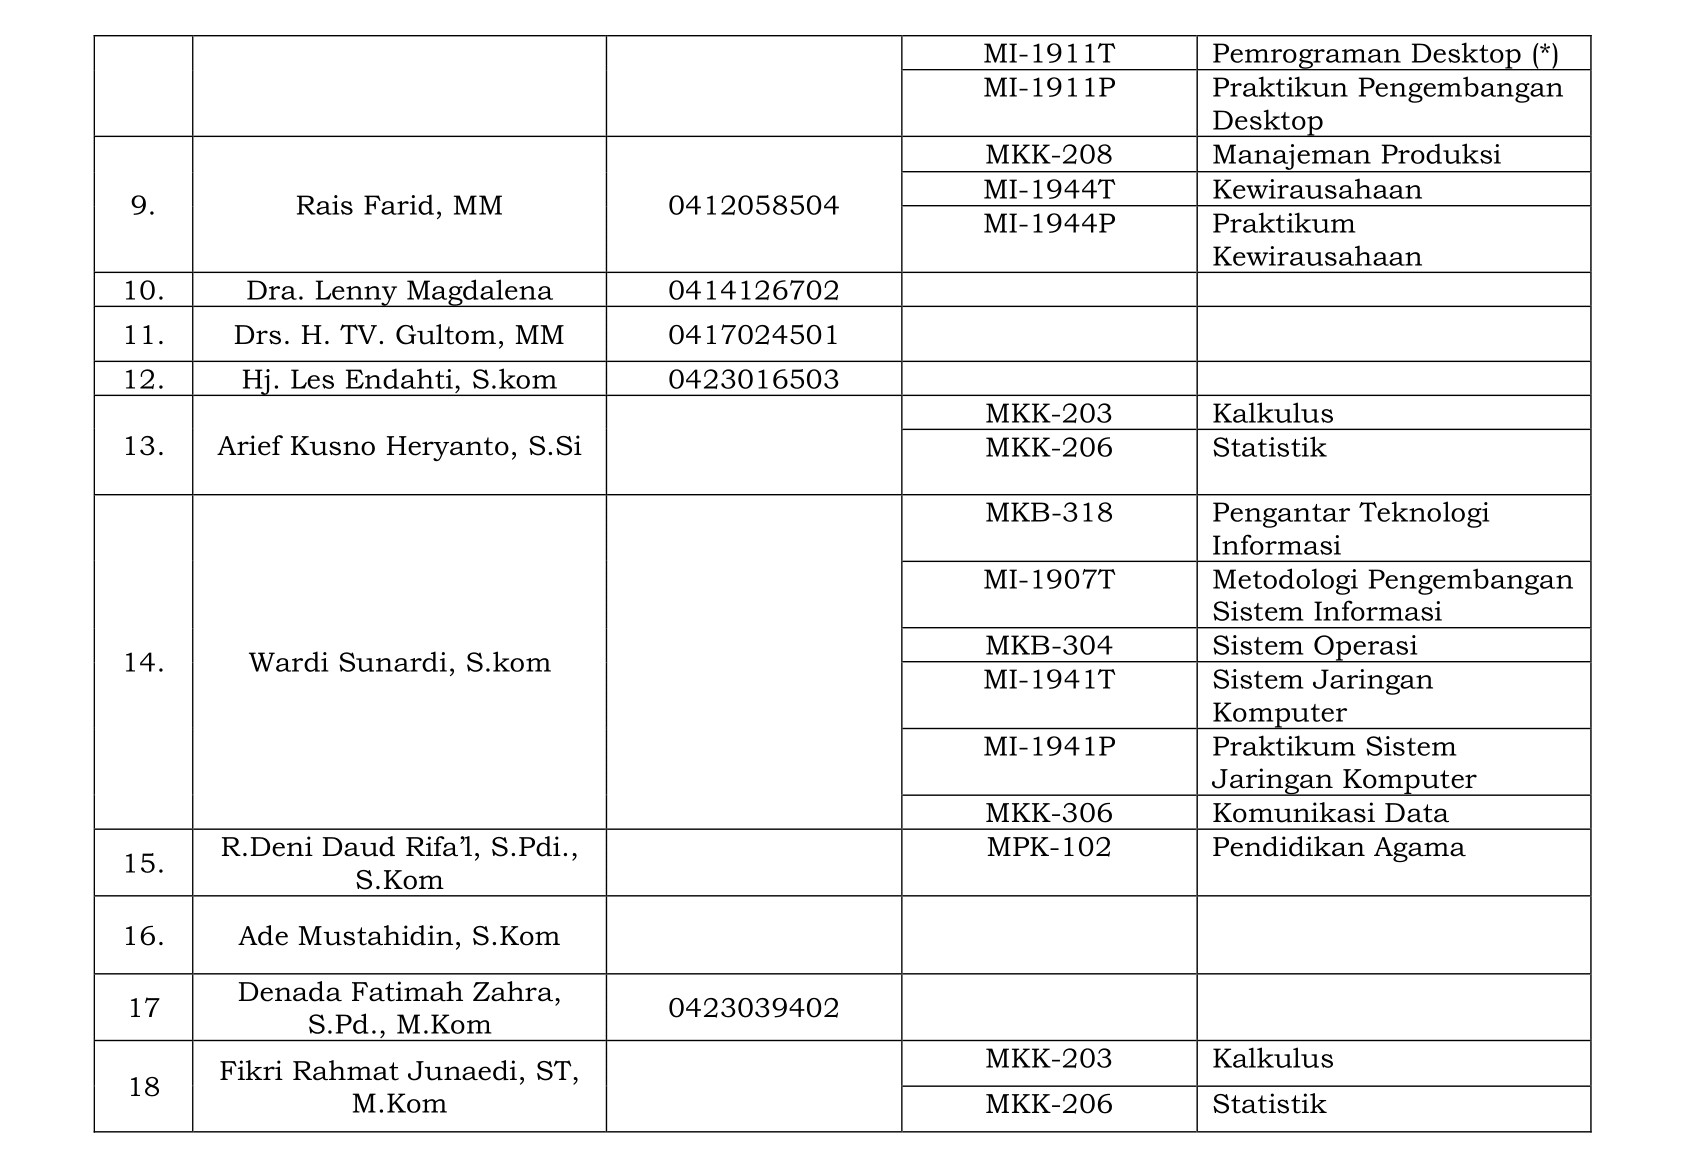 MI-1911T Pemrograman Desktop (*)
MI-1911P Praktikun Pengembangan
Desktop
9. Rais Farid, MM 0412058504 MKK-208 Manajeman Produksi
MI-1944T Kewirausahaan
MI-1944P Praktikum
Kewirausahaan
10. Dra. Lenny Magdalena 0414126702
11. Drs. H. TV. Gultom, MM 0417024501
12. Hj. Les Endahti, S.kom 0423016503
13. Arief Kusno Heryanto, S.Si MKK-203 Kalkulus
MKK-206 Statistik
14. Wardi Sunardi, S.kom MKB-318 Pengantar Teknologi
Informasi
MI-1907T Metodologi Pengembangan
Sistem Informasi
MKB-304 Sistem Operasi
MI-1941T Sistem Jaringan
Komputer
MI-1941P Praktikum Sistem
Jaringan Komputer
MKK-306 Komunikasi Data
15. R.Deni Daud Rifa’l, S.Pdi.,
S.Kom MPK-102 Pendidikan Agama
16. Ade Mustahidin, S.Kom
17 Denada Fatimah Zahra,
S.Pd., M.Kom 0423039402
18 Fikri Rahmat Junaedi, ST,
M.Kom MKK-203 Kalkulus
MKK-206 Statistik